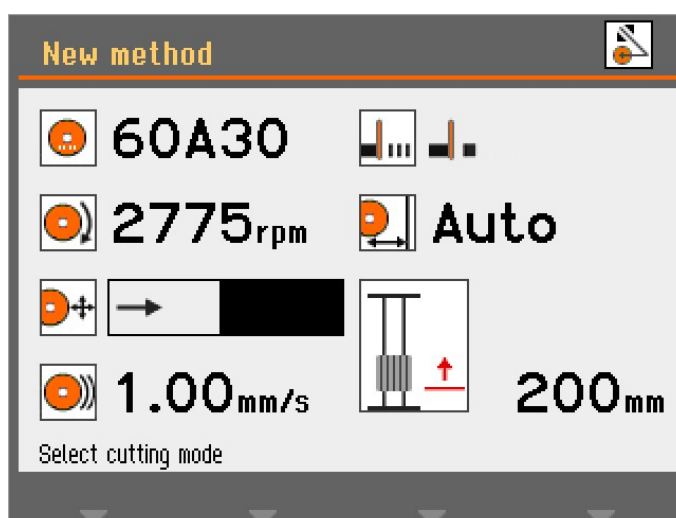 New method
60A30
2775rpm
Auto
1.00mm/s
200mm
Select cutting mode